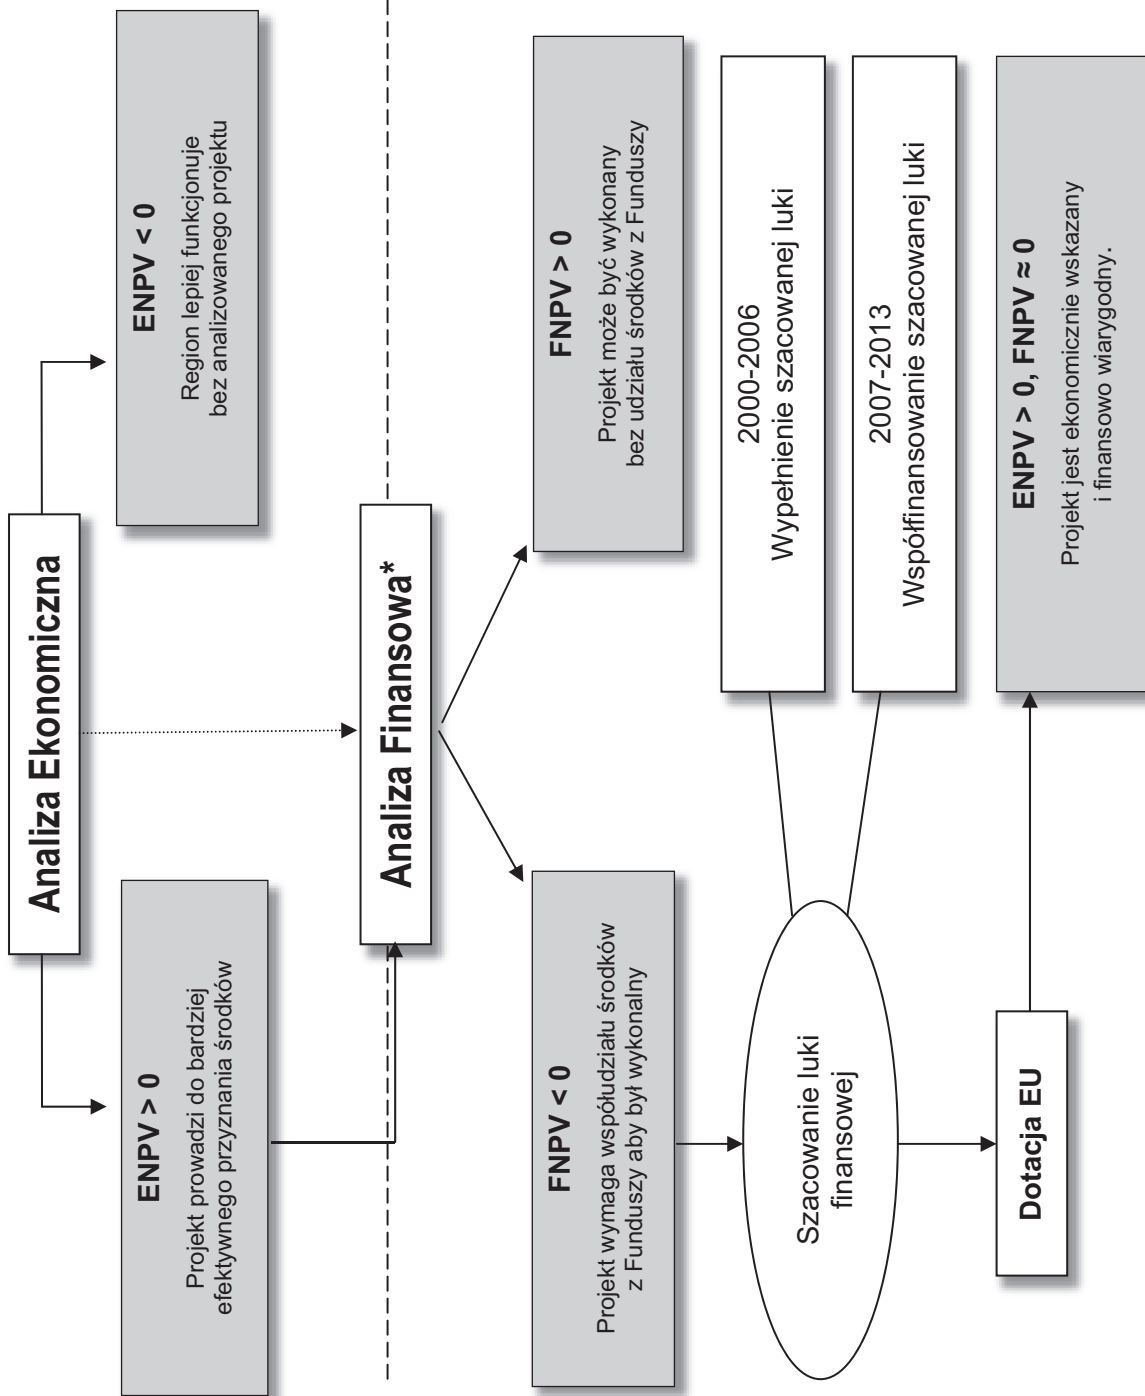 Analiza Ekonomiczna
ENPV > 0
Projekt prowadzi do bardziej
efektywnego przyznania środków
ENPV < 0
Region lepiej funkcjonuje
bez analizowanego projektu
Analiza Finansowa*
FNPV < 0
Projekt wymaga współudziału środków
z Funduszy aby był wykonalny
FNPV > 0
Projekt może być wykonany
bez udziału środków z Funduszy
Szacowanie luki
finansowej
2000-2006
Wypełnienie szacowanej luki
2007-2013
Współfinsowanie szacowanej luki
Dotacja EU
ENPV > 0, FNPV ≈ 0
Projekt jest ekonomicznie wskazany
i finansowo wiarygodny.